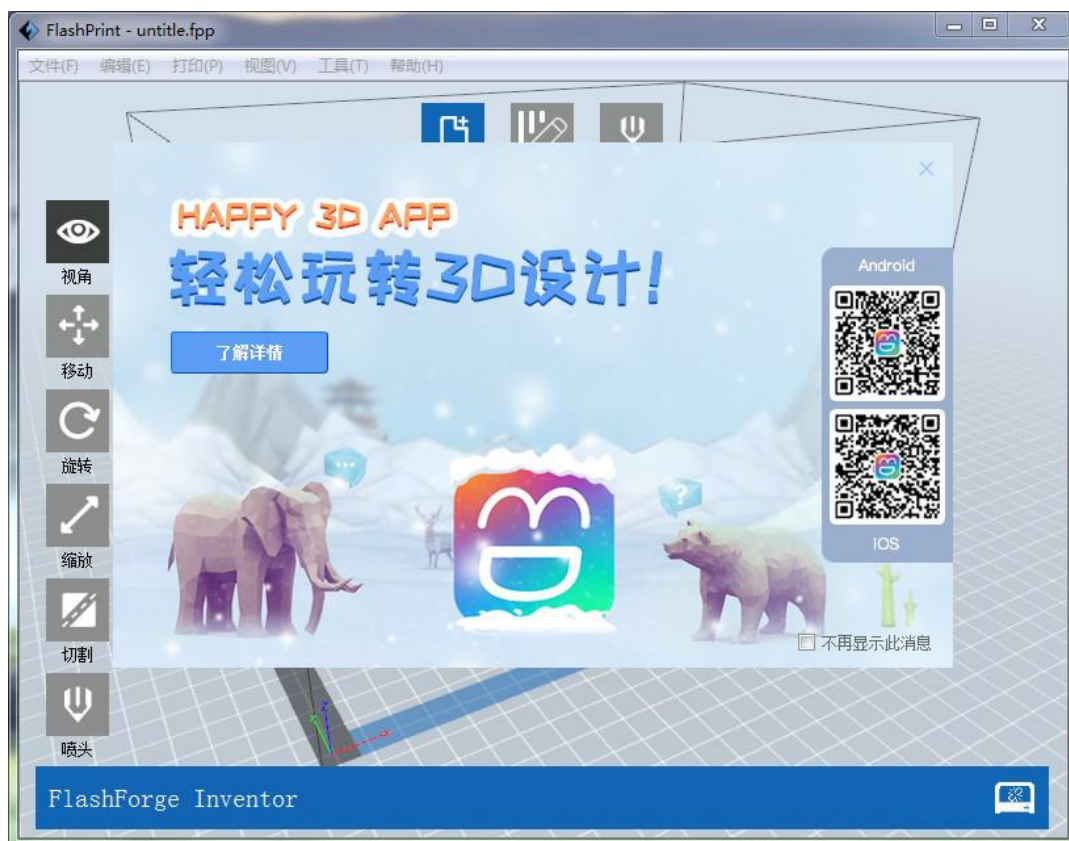 FlashPrint - untitle.fpp
文件(F) 编辑(E) 打印(P) 视图(V) 工具(T) 帮助(H)
HAPPY 3D APP
轻松玩转3D设计!
了解详情
Android
iOS
不再显示此消息
视角
移动
旋转
缩放
切割
喷头
FlashForge Inventor